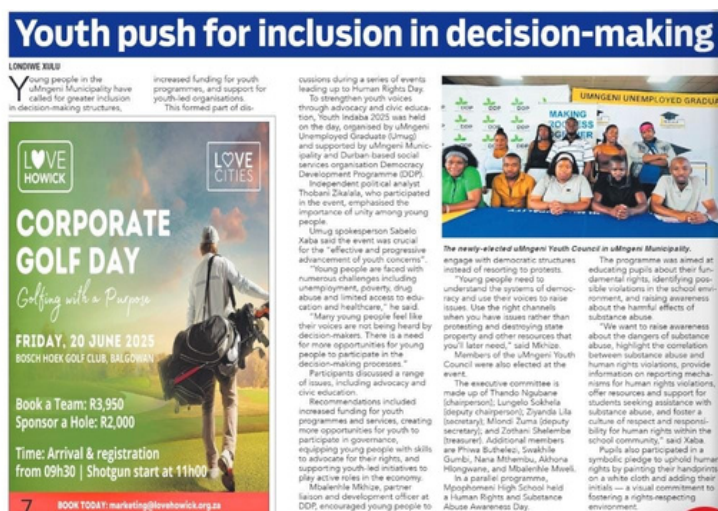 Youth push for inclusion in decision-making
LONDIWE XULU
Young people in the
uMngeni Municipality have
called for greater inclusion
in decision-making structures,
increased funding for youth
programmes, and support for
youth-led organisations.
This formed part of dis-
cussions during a series of events
leading up to Human Rights Day.
To strengthen youth voices
through advocacy and civic educa-
tion, Youth Indaba 2025 was held
on the day, organised by uMngeni
Unemployed Graduate (Umug)
and supported by uMngeni Munic-
ipality and Durban-based social
services organisation Democracy
Development Programme (DDP).
Independent political analyst
Thobani Zikalala, who participated
in the event, emphasised the
importance of unity among young
people.
Umug spokesperson Sabelo
Xaba said the event was crucial
for the "effective and progressive
advancement of youth concerns".
"Young people are faced with
numerous challenges including
unemployment, poverty, drug
abuse and limited access to edu-
cation and healthcare," he said.
"Many young people feel like
their voices are not being heard by
decision-makers. There is a need
for more opportunities for young
people to participate in the
decision-making processes."
Participants discussed a range
of issues, including advocacy and
civic education.
Recommendations included
increased funding for youth
programmes and services, creating
more opportunities for youth to
participate in governance,
equipping young people with skills
to advocate for their rights, and
supporting youth-led initiatives to
play active roles in the economy.
Mbalenhle Mkhize, partner
liaison and development officer at
DDP, encouraged young people to
UMNGENI UNEMPLOYED GRADUA
DDP
DDP
DDP
MAKING
The newly-elected uMngeni Youth Council in uMngeni Municipality.
engage with democratic structures
instead of resorting to protests.
"Young people need to
understand the systems of democ-
racy and use their voices to raise
issues. Use the right channels
when you have issues rather than
protesting and destroying state
property and other resources that
you'll later need," said Mkhize.
Members of the uMngeni Youth
Council were also elected at the
event.
The executive committee is
made up of Thando Ngubane
(chairperson); Lungelo Sokhela
(deputy chairperson); Ziyanda Lila
(secretary); Mlondi Zuma (deputy
secretary); and Zothani Shelembe
(treasurer). Additional members
are Phiwa Buthelezi, Swakhile
Gumbi, Nana Mthembu, Akhona
Hlongwane, and Mbalenhle Mweli.
In a parallel programme,
Mpophomeni High School held
a Human Rights and Substance
Abuse Awareness Day.
The programme was aimed at
educating pupils about their fun-
damental rights, identifying pos-
sible violations in the school envi-
ronment, and raising awareness
about the harmful effects of
substance abuse.
"We want to raise awareness
about the dangers of substance
abuse, highlight the correlation
between substance abuse and
human rights violations, provide
information on reporting mecha-
nisms for human rights violations,
offer resources and support for
students seeking assistance with
substance abuse, and foster a
culture of respect and responsi-
bility for human rights within the
school community," said Xaba.
Pupils also participated in a
symbolic pledge to uphold human
rights by painting their handprints
on a white cloth and adding their
initials — a visual commitment to
fostering a rights-respecting
environment.
LOVE
HOWICK
LOVE
CITIES
CORPORATE
GOLF DAY
Golfing with a Purpose
FRIDAY, 20 JUNE 2025
BOSCH HOEK GOLF CLUB, BALGOWAN
Book a Team: R3,950
Sponsor a Hole: R2,000
Time: Arrival & registration
from 09h30 | Shotgun start at 11h00
BOOK TODAY: marketing@lovehowick.org.za